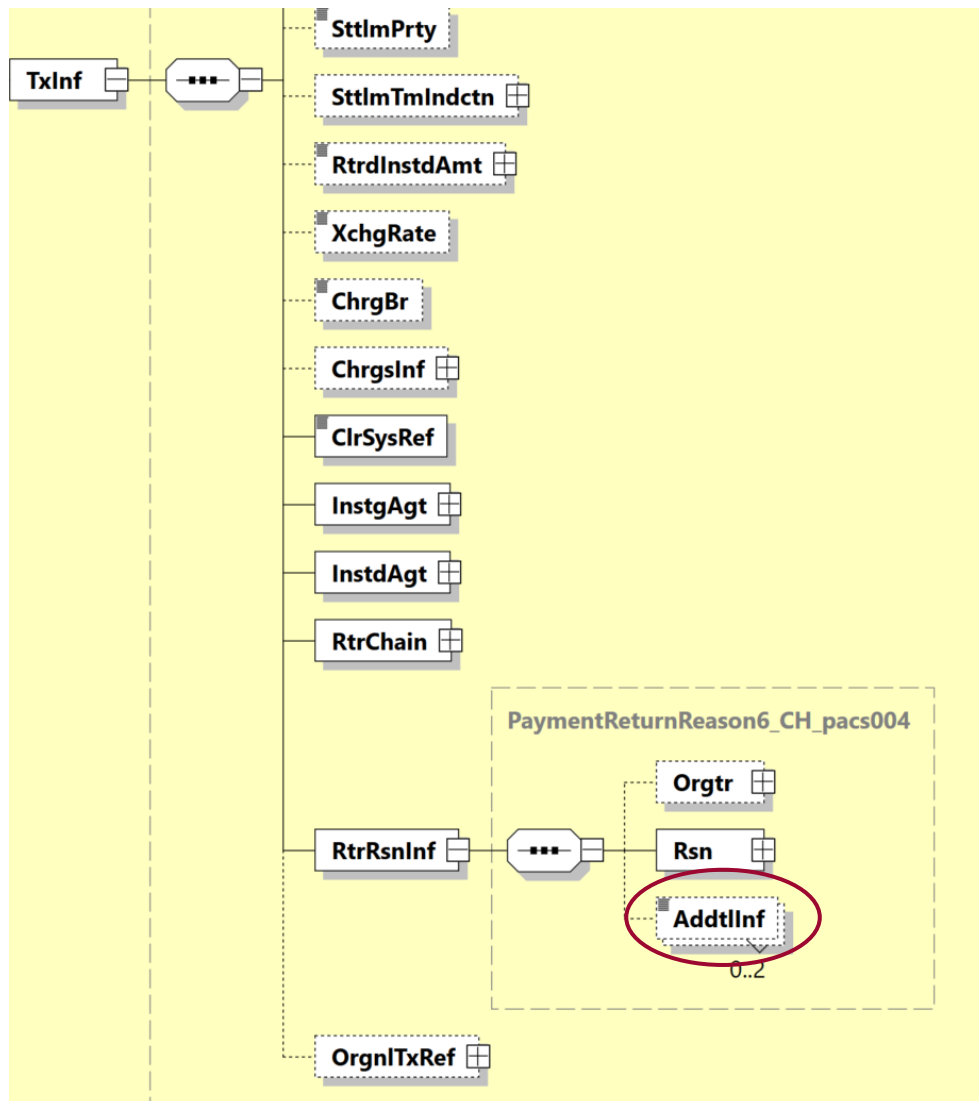 SttlmPrty
TxInf
SttlmTmIndctn
RtrdInstdAmt
XchgRate
ChrgBr
ChrgsInf
ClrSysRef
InstgAgt
InstdAgt
RtrChain
PaymentReturnReason6_CH_pacs004
Orgtr
RtrRsnInf
Rsn
AddtlInf
0..2
OrgnlTxRef